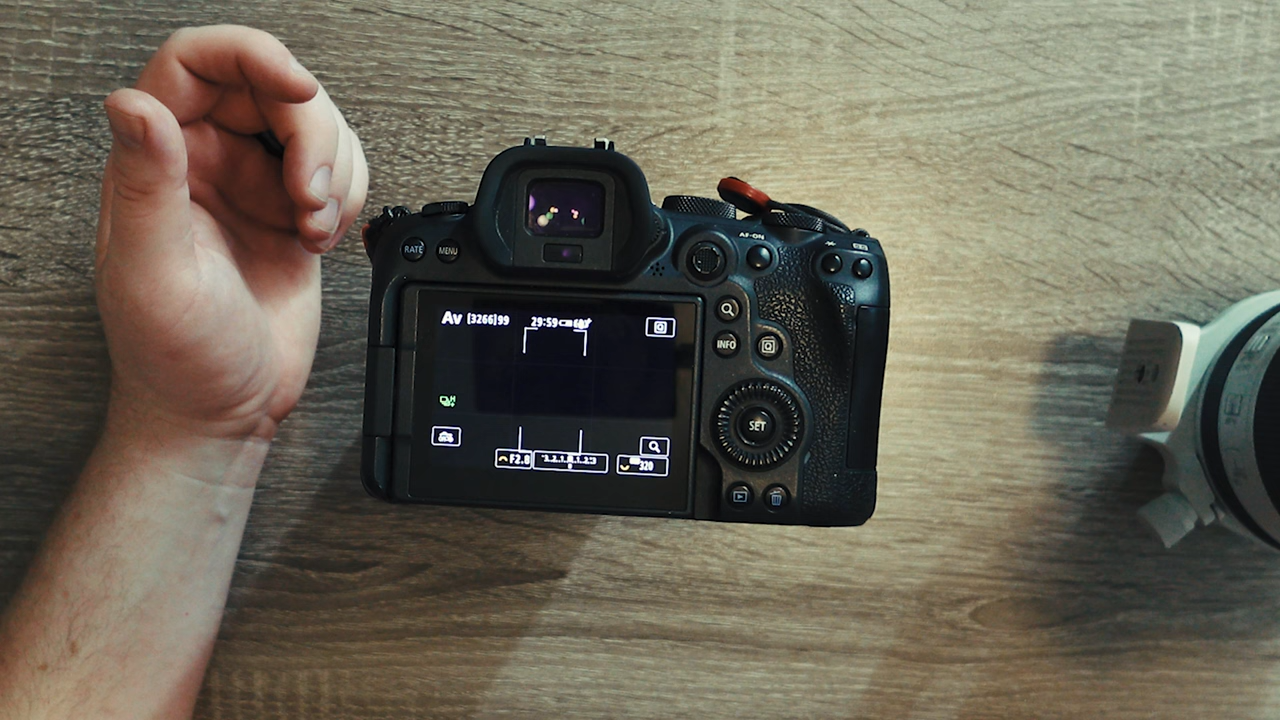 AF-ON
RATE
MENU
Av [3266]99
29:59
INFO
SET
F2.8
320